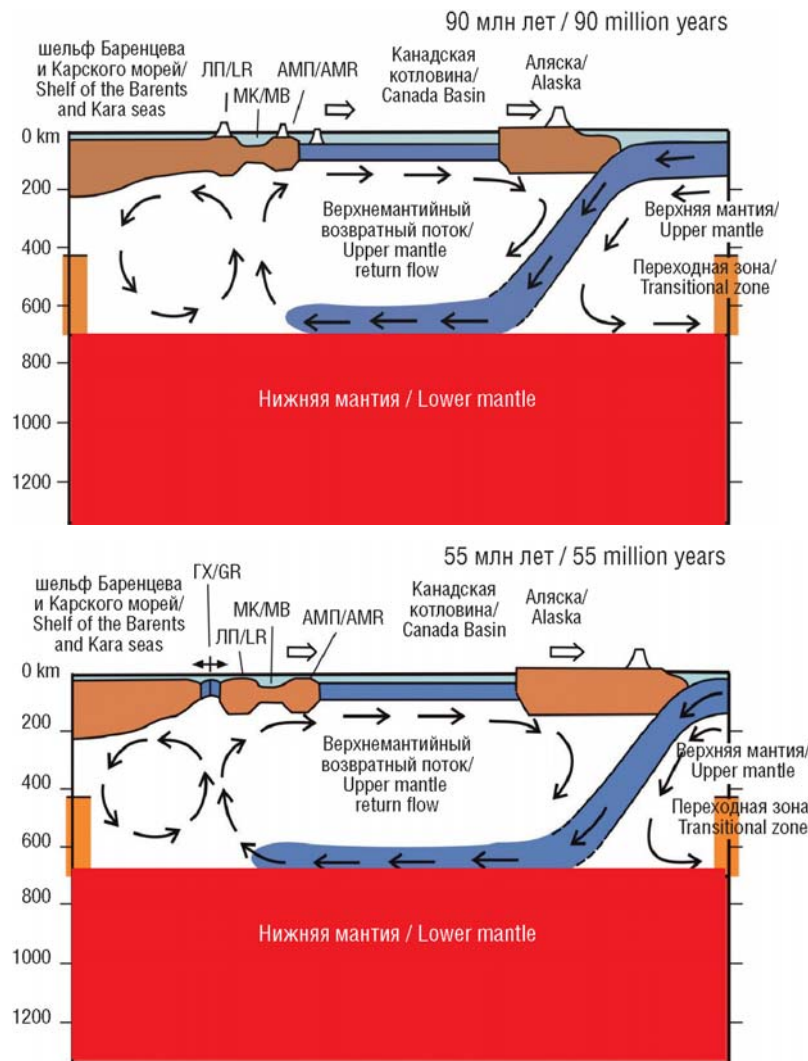 90 млн лет / 90 million years
шельф Баренцева
и Карского морей/
Shelf of the Barents
and Kara seas
ЛП/LR
МК/MB
АМП/AMR
Канадская
котловина/
Canada Basin
Аляска/
Alaska
0 km
200
400
600
800
1000
1200
Верхнемантийный
возвратный поток/
Upper mantle
return flow
Верхняя мантия/
Upper mantle
Переходная зона/
Transitional zone
Нижняя мантия / Lower mantle
55 млн лет / 55 million years
шельф Баренцева
и Карского морей/
Shelf of the Barents
and Kara seas
ГХ/GR
ЛП/LR
МК/MB
АМП/AMR
Канадская
котловина/
Canada Basin
Аляска/
Alaska
0 km
200
400
600
800
1000
1200
Верхнемантийный
возвратный поток/
Upper mantle
return flow
Верхняя мантия/
Upper mantle
Переходная зона/
Transitional zone
Нижняя мантия / Lower mantle